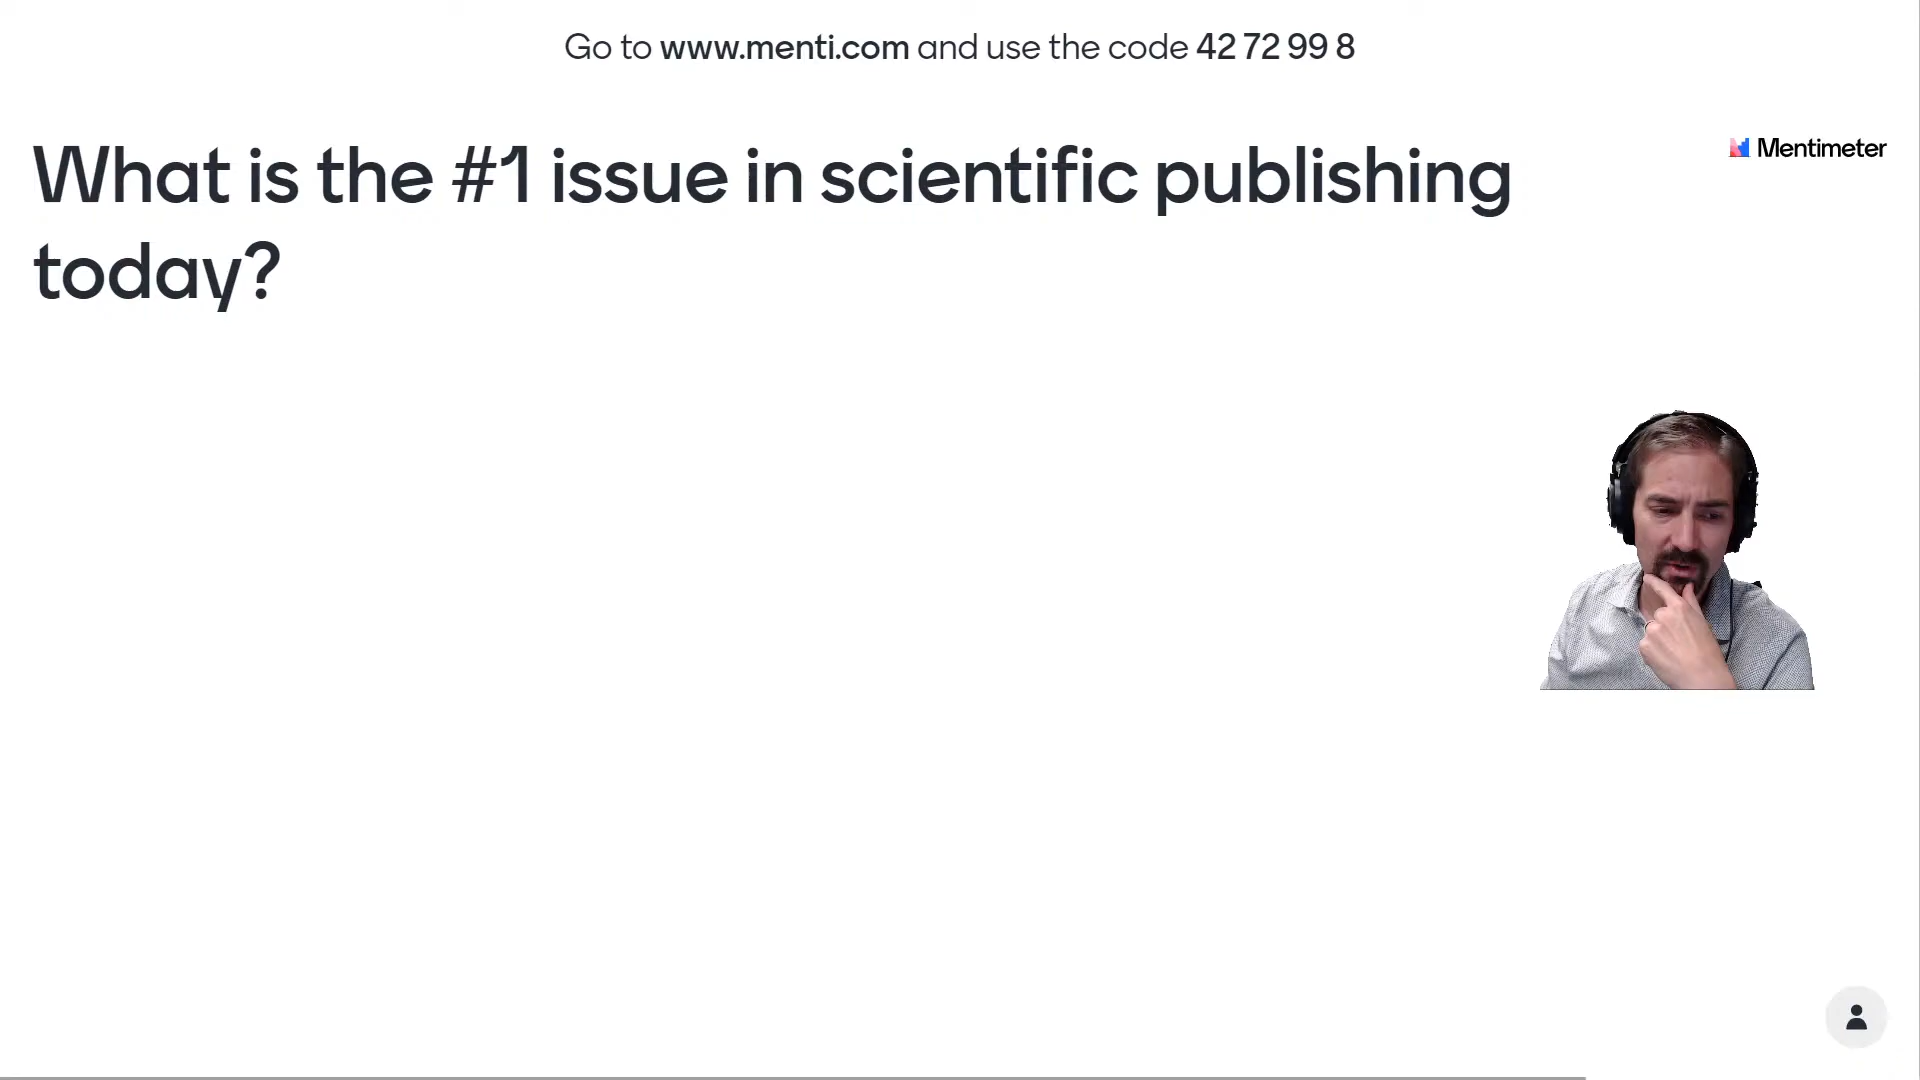 Go to www.menti.com and use the code 42 72 99 8
Mentimeter
What is the #1 issue in scientific publishing
today?